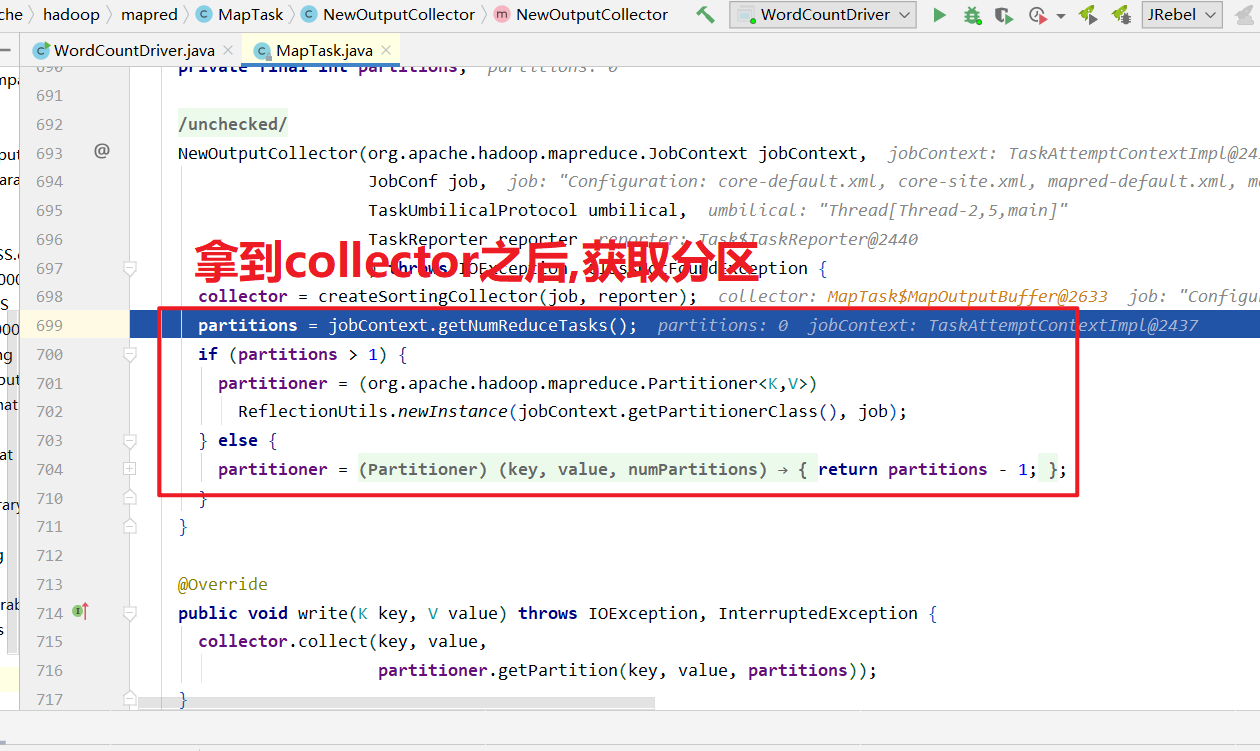 che hadoop mapred MapTask NewOutputCollector NewOutputCollector WordCountDriver JRebel
WordCountDriver.java MapTask.java
690 private final int partitions; partitions: 0
691
692 /unchecked/
693 @ NewOutputCollector(org.apache.hadoop.mapreduce.JobContext jobContext, jobContext: TaskAttemptContextImpl@243
694 JobConf job, job: "Configuration: core-default.xml, core-site.xml, mapred-default.xml, m
695 TaskUmbilicalProtocol umbilical, umbilical: "Thread[Thread-2,5,main]"
696 TaskReporter reporter reporter: Task$TaskReporter@2440
拿到collector之后,获取分区
697 ) throws IOException, ClassNotFoundException {
698 collector = createSortingCollector(job, reporter); collector: MapTask$MapOutputBuffer@2633 job: "Configu
699 partitions = jobContext.getNumReduceTasks(); partitions: 0 jobContext: TaskAttemptContextImpl@2437
700 if (partitions > 1) {
701 partitioner = (org.apache.hadoop.mapreduce.Partitioner<K,V>)
702 ReflectionUtils.newInstance(jobContext.getPartitionerClass(), job);
703 } else {
704 partitioner = (Partitioner) (key, value, numPartitions) → { return partitions - 1; };
710 }
711 }
712
713 @Override
714 public void write(K key, V value) throws IOException, InterruptedException {
715 collector.collect(key, value,
716 partitioner.getPartition(key, value, partitions));
717 }